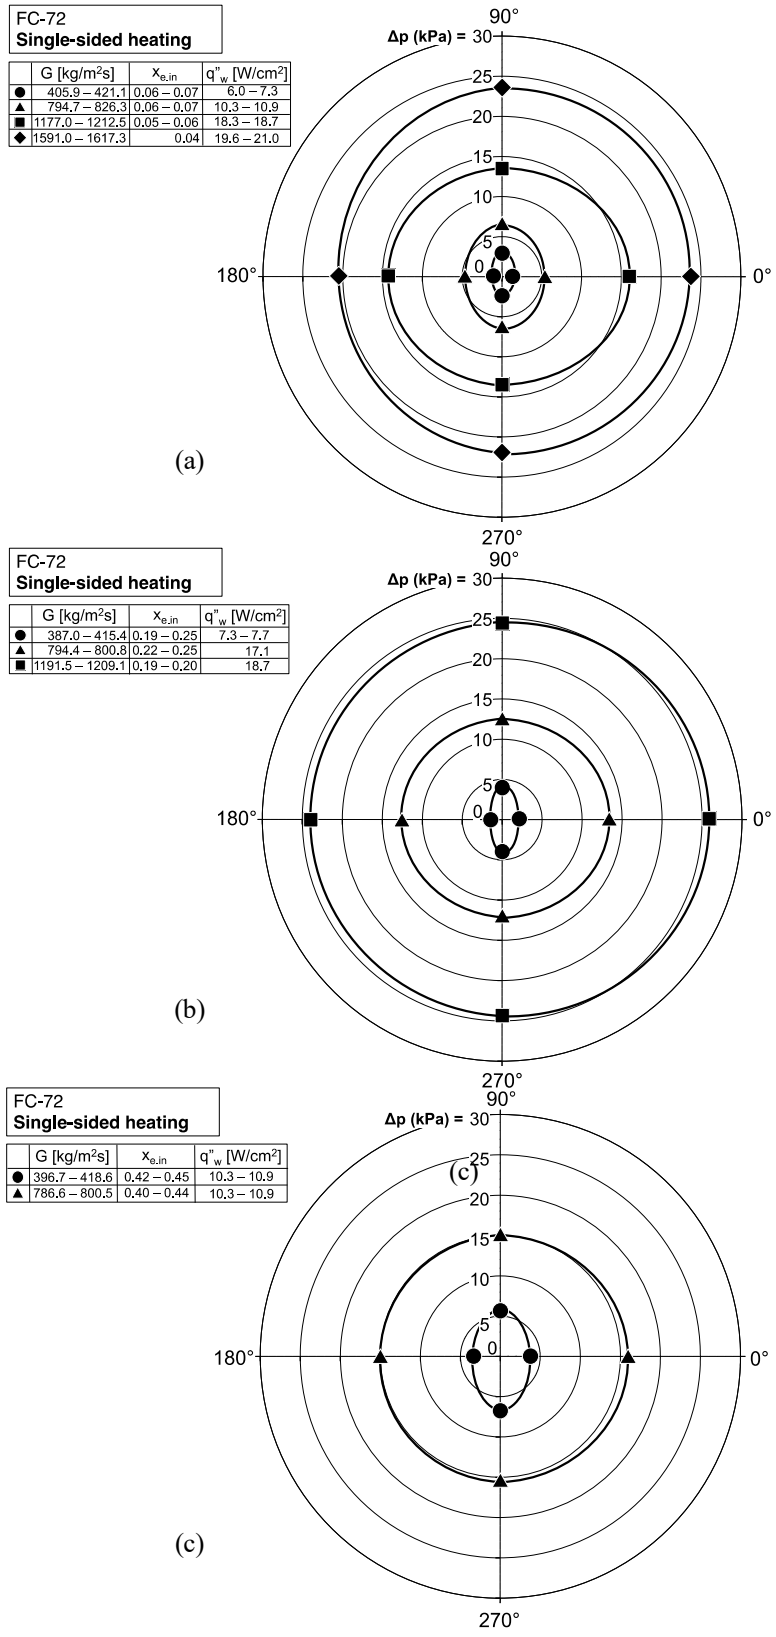 FC-72
Single-sided heating
G [kg/m²s] x_e.in q"_w [W/cm²]
● 405.9 – 421.1 0.06 – 0.07 6.0 – 7.3
▲ 794.7 – 826.3 0.06 – 0.07 10.3 – 10.9
■ 1177.0 – 1212.5 0.05 – 0.06 18.3 – 18.7
◆ 1591.0 – 1617.3 0.04 19.6 – 21.0
90°
Δp (kPa) = 30
25
20
15
10
5
0
180°
0°
270°
(a)
FC-72
Single-sided heating
G [kg/m²s] x_e.in q"_w [W/cm²]
● 387.0 – 415.4 0.19 – 0.25 7.3 – 7.7
▲ 794.4 – 800.8 0.22 – 0.25 17.1
■ 1191.5 – 1209.1 0.19 – 0.20 18.7
90°
Δp (kPa) = 30
25
20
15
10
5
0
180°
0°
270°
(b)
FC-72
Single-sided heating
G [kg/m²s] x_e.in q"_w [W/cm²]
● 396.7 – 418.6 0.42 – 0.45 10.3 – 10.9
▲ 786.6 – 800.5 0.40 – 0.44 10.3 – 10.9
90°
Δp (kPa) = 30
(c)
25
20
15
10
5
0
180°
0°
270°
(c)